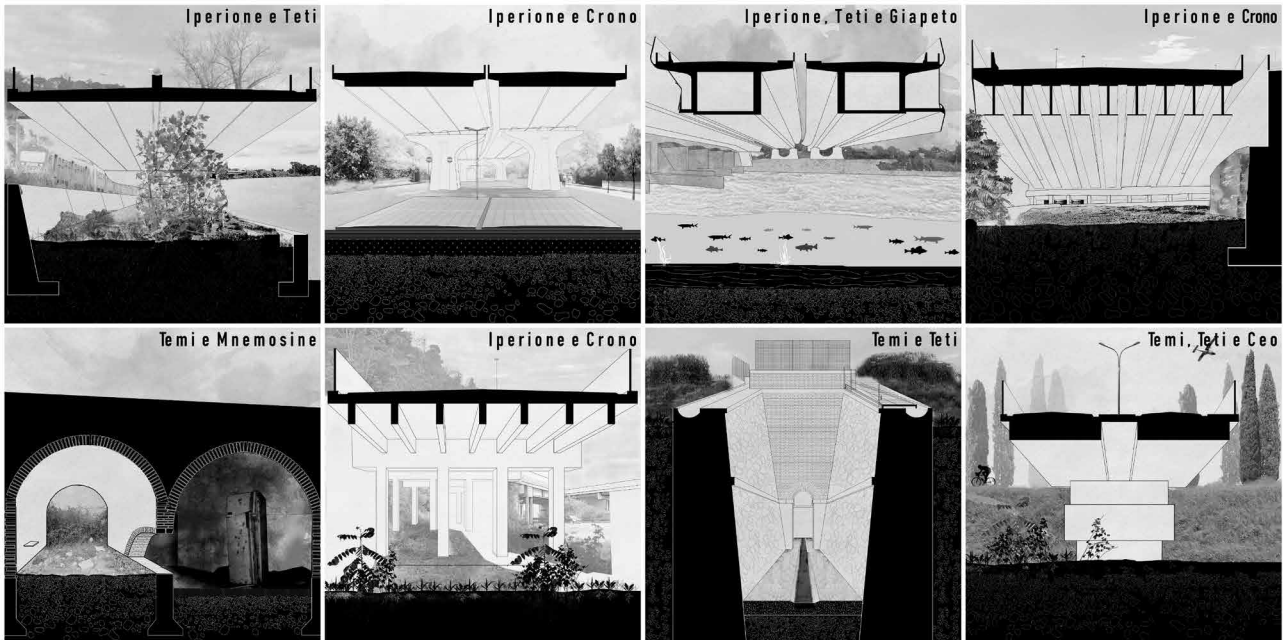 Iperione e Teti
Iperione e Crono
Iperione, Teti e Giapeto
Iperione e Crono
Temi e Mnemosine
Iperione e Crono
Temi e Teti
Temi, Teti e Ceo